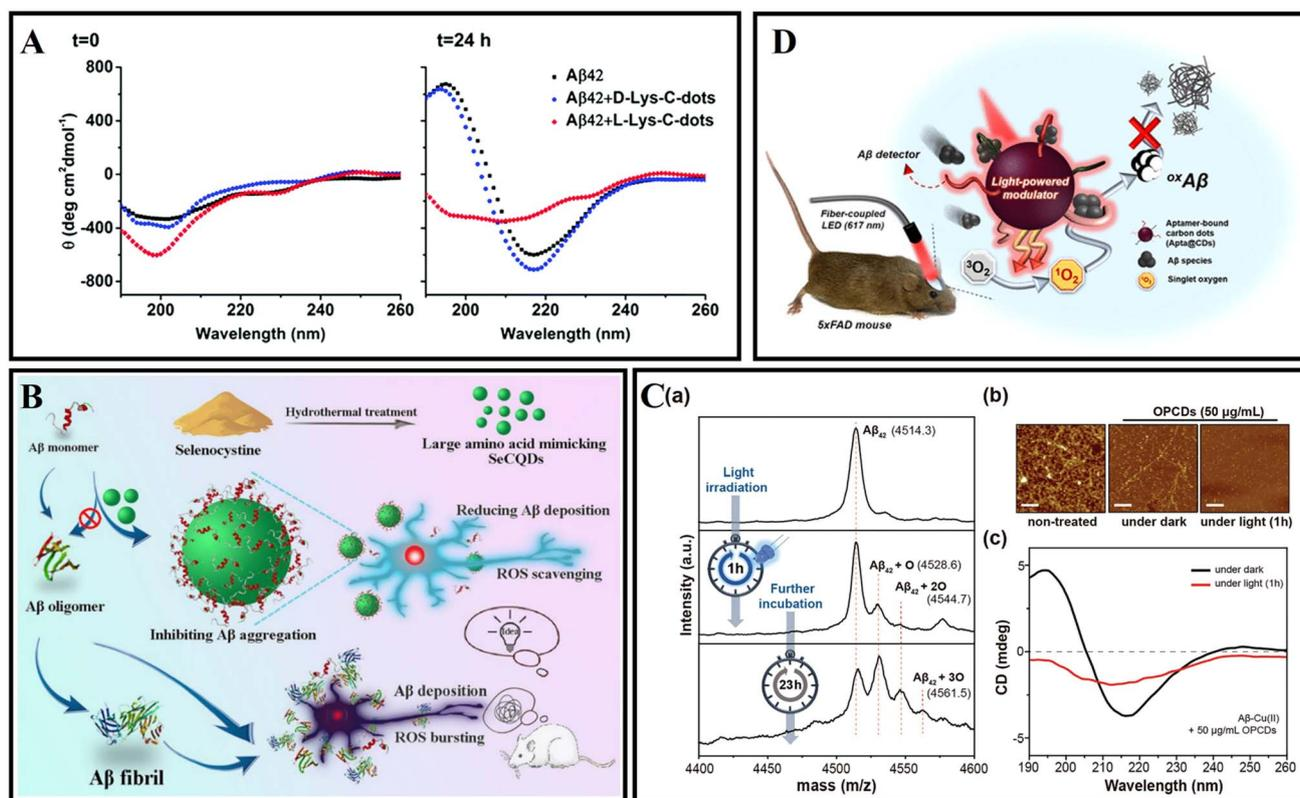 A
t=0
t=24 h
800
400
0
-400
-800
θ (deg cm²dmol⁻¹)
200
220
240
260
Wavelength (nm)
200
220
240
260
Wavelength (nm)
Aβ42
Aβ42+D-Lys-C-dots
Aβ42+L-Lys-C-dots
D
Aβ detector
Light-powered
modulator
oxAβ
Fiber-coupled
LED (617 nm)
³O₂
¹O₂
5xFAD mouse
Aptamer-bound
carbon dots
(Apta@CDs)
Aβ species
¹O₂
Singlet oxygen
B
Aβ monomer
Selenocystine
Hydrothermal treatment
Large amino acid mimicking
SeCQDs
Aβ oligomer
Inhibiting Aβ aggregation
Reducing Aβ deposition
ROS scavenging
Idea
Aβ deposition
ROS bursting
Aβ fibril
C
(a)
Intensity (a.u.)
Aβ₄₂ (4514.3)
Light
irradiation
1h
Aβ₄₂ + O (4528.6)
Aβ₄₂ + 2O
(4544.7)
Further
incubation
23h
Aβ₄₂ + 3O
(4561.5)
4400
4450
4500
4550
4600
mass (m/z)
(b)
OPCDs (50 μg/mL)
non-treated
under dark
under light (1h)
(c)
under dark
under light (1h)
CD (mdeg)
5
0
-5
Aβ-Cu(II)
+ 50 μg/mL OPCDs
190
200
210
220
230
240
250
260
Wavelength (nm)